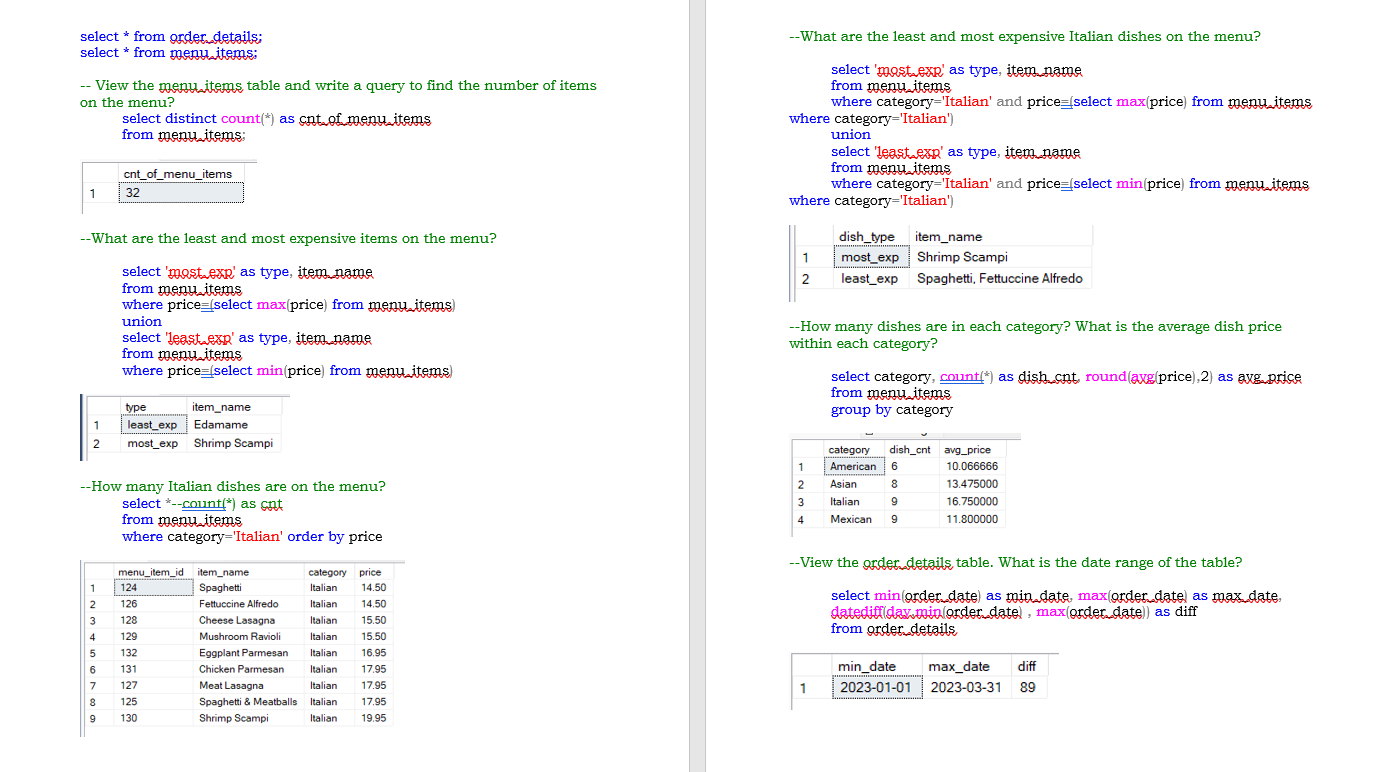 select * from order_details;
select * from menu_items;
-- View the menu_items table and write a query to find the number of items
on the menu?
select distinct count(*) as cnt_of_menu_items
from menu_items;
cnt_of_menu_items
1 32
--What are the least and most expensive items on the menu?
select 'most_exp' as type, item_name
from menu_items
where price=(select max(price) from menu_items)
union
select 'least_exp' as type, item_name
from menu_items
where price=(select min(price) from menu_items)
type item_name
1 least_exp Edamame
2 most_exp Shrimp Scampi
--How many Italian dishes are on the menu?
select *--count(*) as cnt
from menu_items
where category='Italian' order by price
menu_item_id item_name category price
1 124 Spaghetti Italian 14.50
2 126 Fettuccine Alfredo Italian 14.50
3 128 Cheese Lasagna Italian 15.50
4 129 Mushroom Ravioli Italian 15.50
5 132 Eggplant Parmesan Italian 16.95
6 131 Chicken Parmesan Italian 17.95
7 127 Meat Lasagna Italian 17.95
8 125 Spaghetti & Meatballs Italian 17.95
9 130 Shrimp Scampi Italian 19.95
--What are the least and most expensive Italian dishes on the menu?
select 'most_exp' as type, item_name
from menu_items
where category='Italian' and price=(select max(price) from menu_items
where category='Italian')
union
select 'least_exp' as type, item_name
from menu_items
where category='Italian' and price=(select min(price) from menu_items
where category='Italian')
dish_type item_name
1 most_exp Shrimp Scampi
2 least_exp Spaghetti, Fettuccine Alfredo
--How many dishes are in each category? What is the average dish price
within each category?
select category, count(*) as dish_cnt, round(avg(price),2) as avg_price
from menu_items
group by category
category dish_cnt avg_price
1 American 6 10.066666
2 Asian 8 13.475000
3 Italian 9 16.750000
4 Mexican 9 11.800000
--View the order_details table. What is the date range of the table?
select min(order_date) as min_date, max(order_date) as max_date,
datediff(day,min(order_date) , max(order_date)) as diff
from order_details
min_date max_date diff
1 2023-01-01 2023-03-31 89